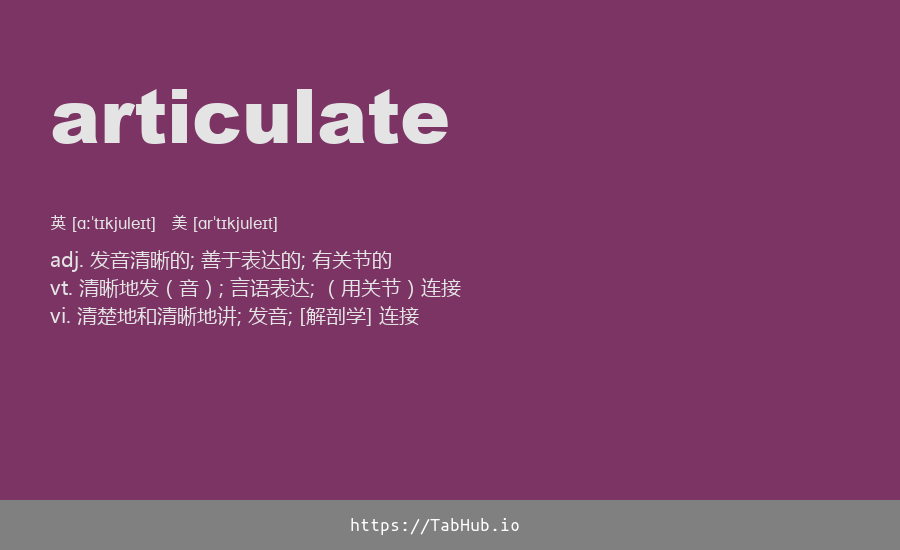 articulate
英 [ɑːˈtɪkjuleɪt] 美 [ɑrˈtɪkjuleɪt]
adj. 发音清晰的; 善于表达的; 有关节的
vt. 清晰地发（音）; 言语表达; （用关节）连接
vi. 清楚地和清晰地讲; 发音; [解剖学] 连接
https://TabHub.io